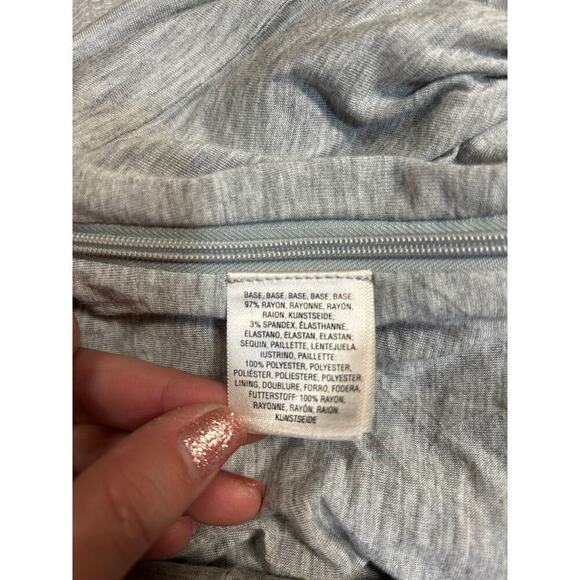 BASE, BASE, BASE, BASE, BASE:
97% RAYON, RAYONNE, RAYÓN,
RAION, KUNSTSEIDE;
3% SPANDEX, ÉLASTHANNE,
ELASTANO, ELASTAN, ELASTAN;
SEQUIN, PAILLETTE, LENTEJUELA,
IUSTRINO, PAILLETTE:
100% POLYESTER, POLYESTER,
POLIÉSTER, POLIESTERE, POLYESTER;
LINING, DOUBLURE, FORRO, FODERA,
FUTTERSTOFF: 100% RAYON,
RAYONNE, RAYÓN, RAION,
KUNSTSEIDE